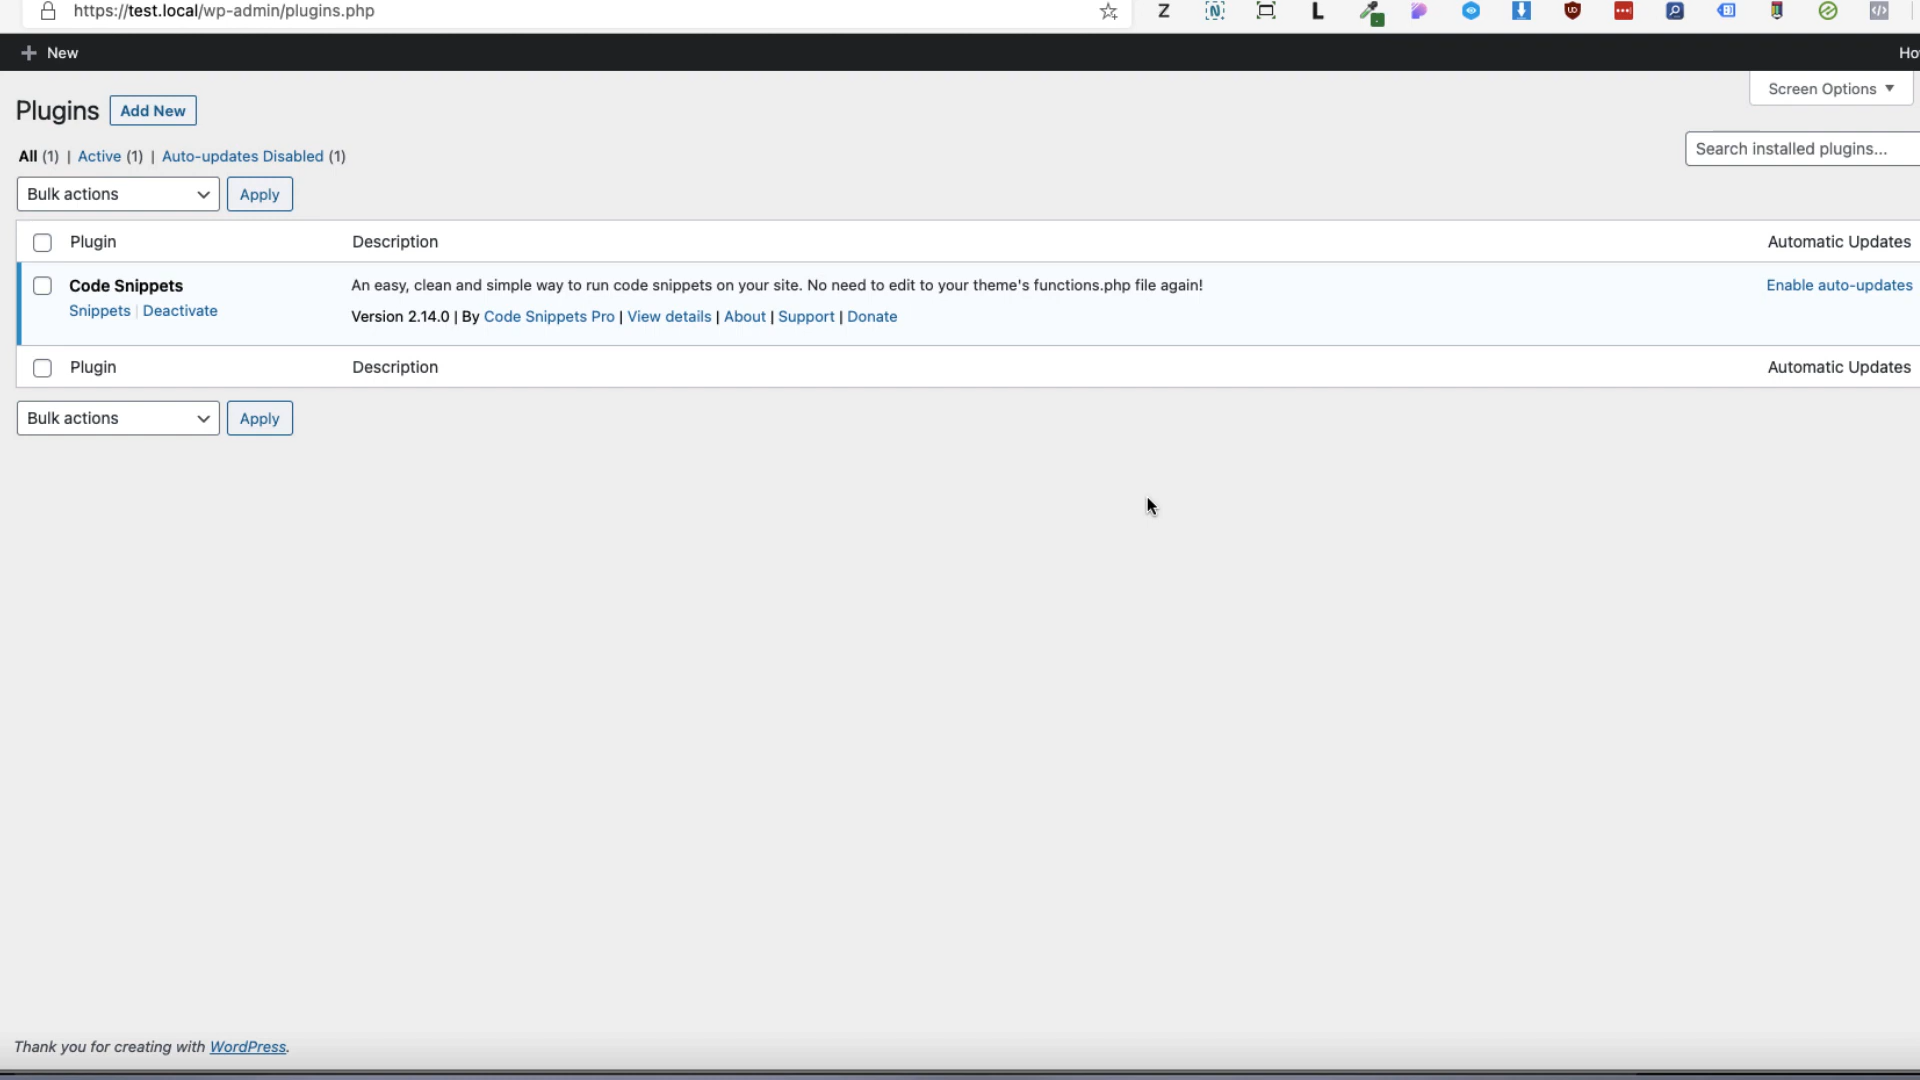 https://test.local/wp-admin/plugins.php
New
Ho
Screen Options
Plugins Add New
All (1) | Active (1) | Auto-updates Disabled (1)
Search installed plugins...
Bulk actions Apply
Plugin Description Automatic Updates
Code Snippets An easy, clean and simple way to run code snippets on your site. No need to edit to your theme's functions.php file again! Enable auto-updates
Snippets | Deactivate Version 2.14.0 | By Code Snippets Pro | View details | About | Support | Donate
Plugin Description Automatic Updates
Bulk actions Apply
Thank you for creating with WordPress.